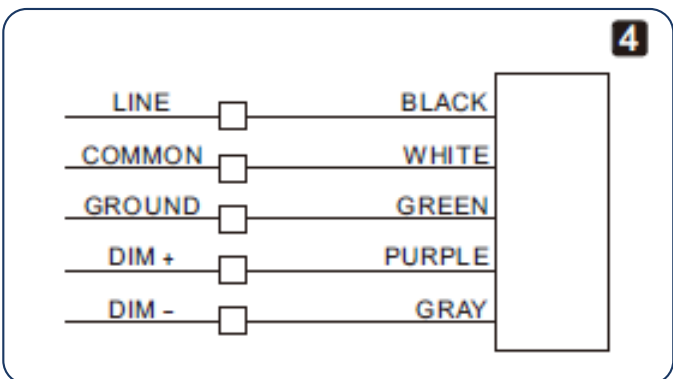 4
LINE BLACK
COMMON WHITE
GROUND GREEN
DIM + PURPLE
DIM - GRAY